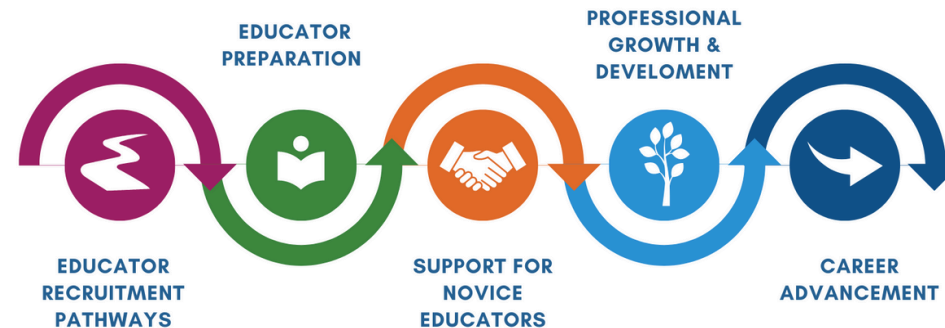 EDUCATOR
RECRUITMENT
PATHWAYS
EDUCATOR
PREPARATION
SUPPORT FOR
NOVICE
EDUCATORS
PROFESSIONAL
GROWTH &
DEVELOMENT
CAREER
ADVANCEMENT